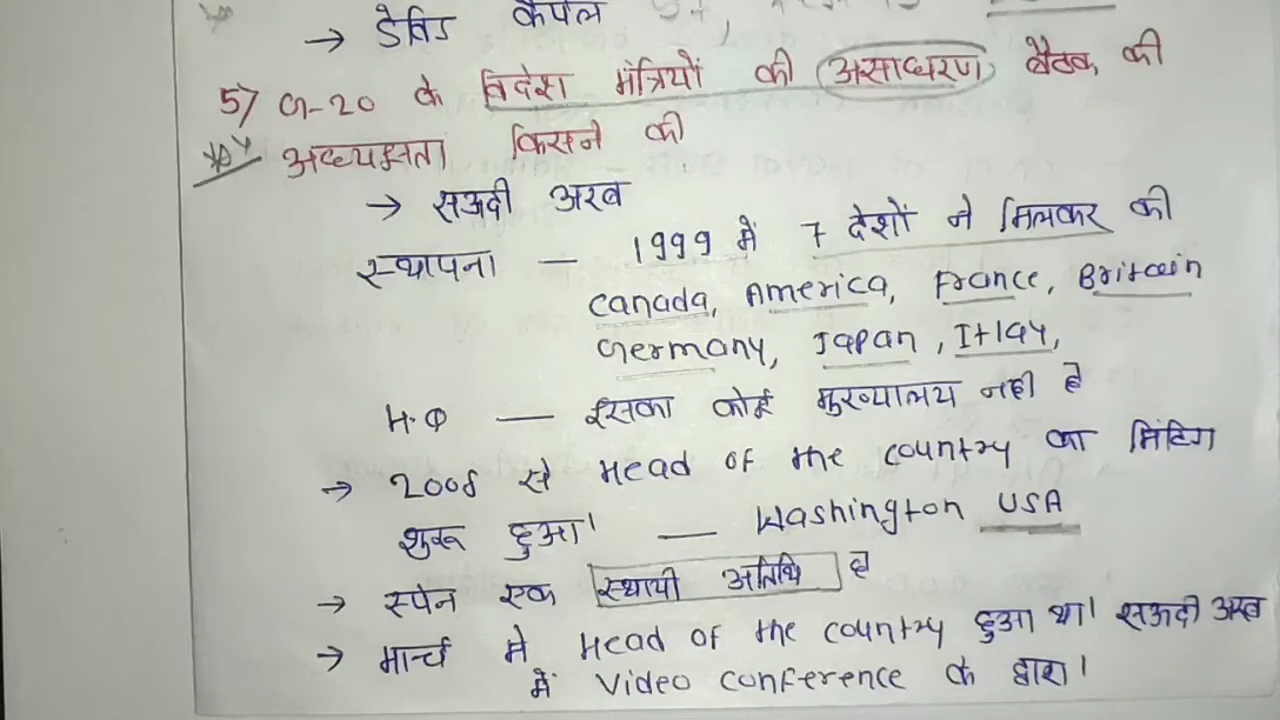 → डेविड कैपेल
5) G-20 के विदेश मंत्रियों की असाधरण बैठक की
अध्यक्षता किसने की
→ सऊदी अरब
स्थापना — 1999 में 7 देशों ने मिलकर की
Canada, America, France, Britain
Germany, Japan, Italy,
H.Q — इसका कोई मुख्यालय नही है
→ 2008 से Head of the country का मिटिंग
शुरू हुआ। — Washington USA
→ स्पेन एक स्थायी अतिथि है
→ मार्च मे Head of the country हुआ था। सऊदी अरब
में Video conference के द्वारा।